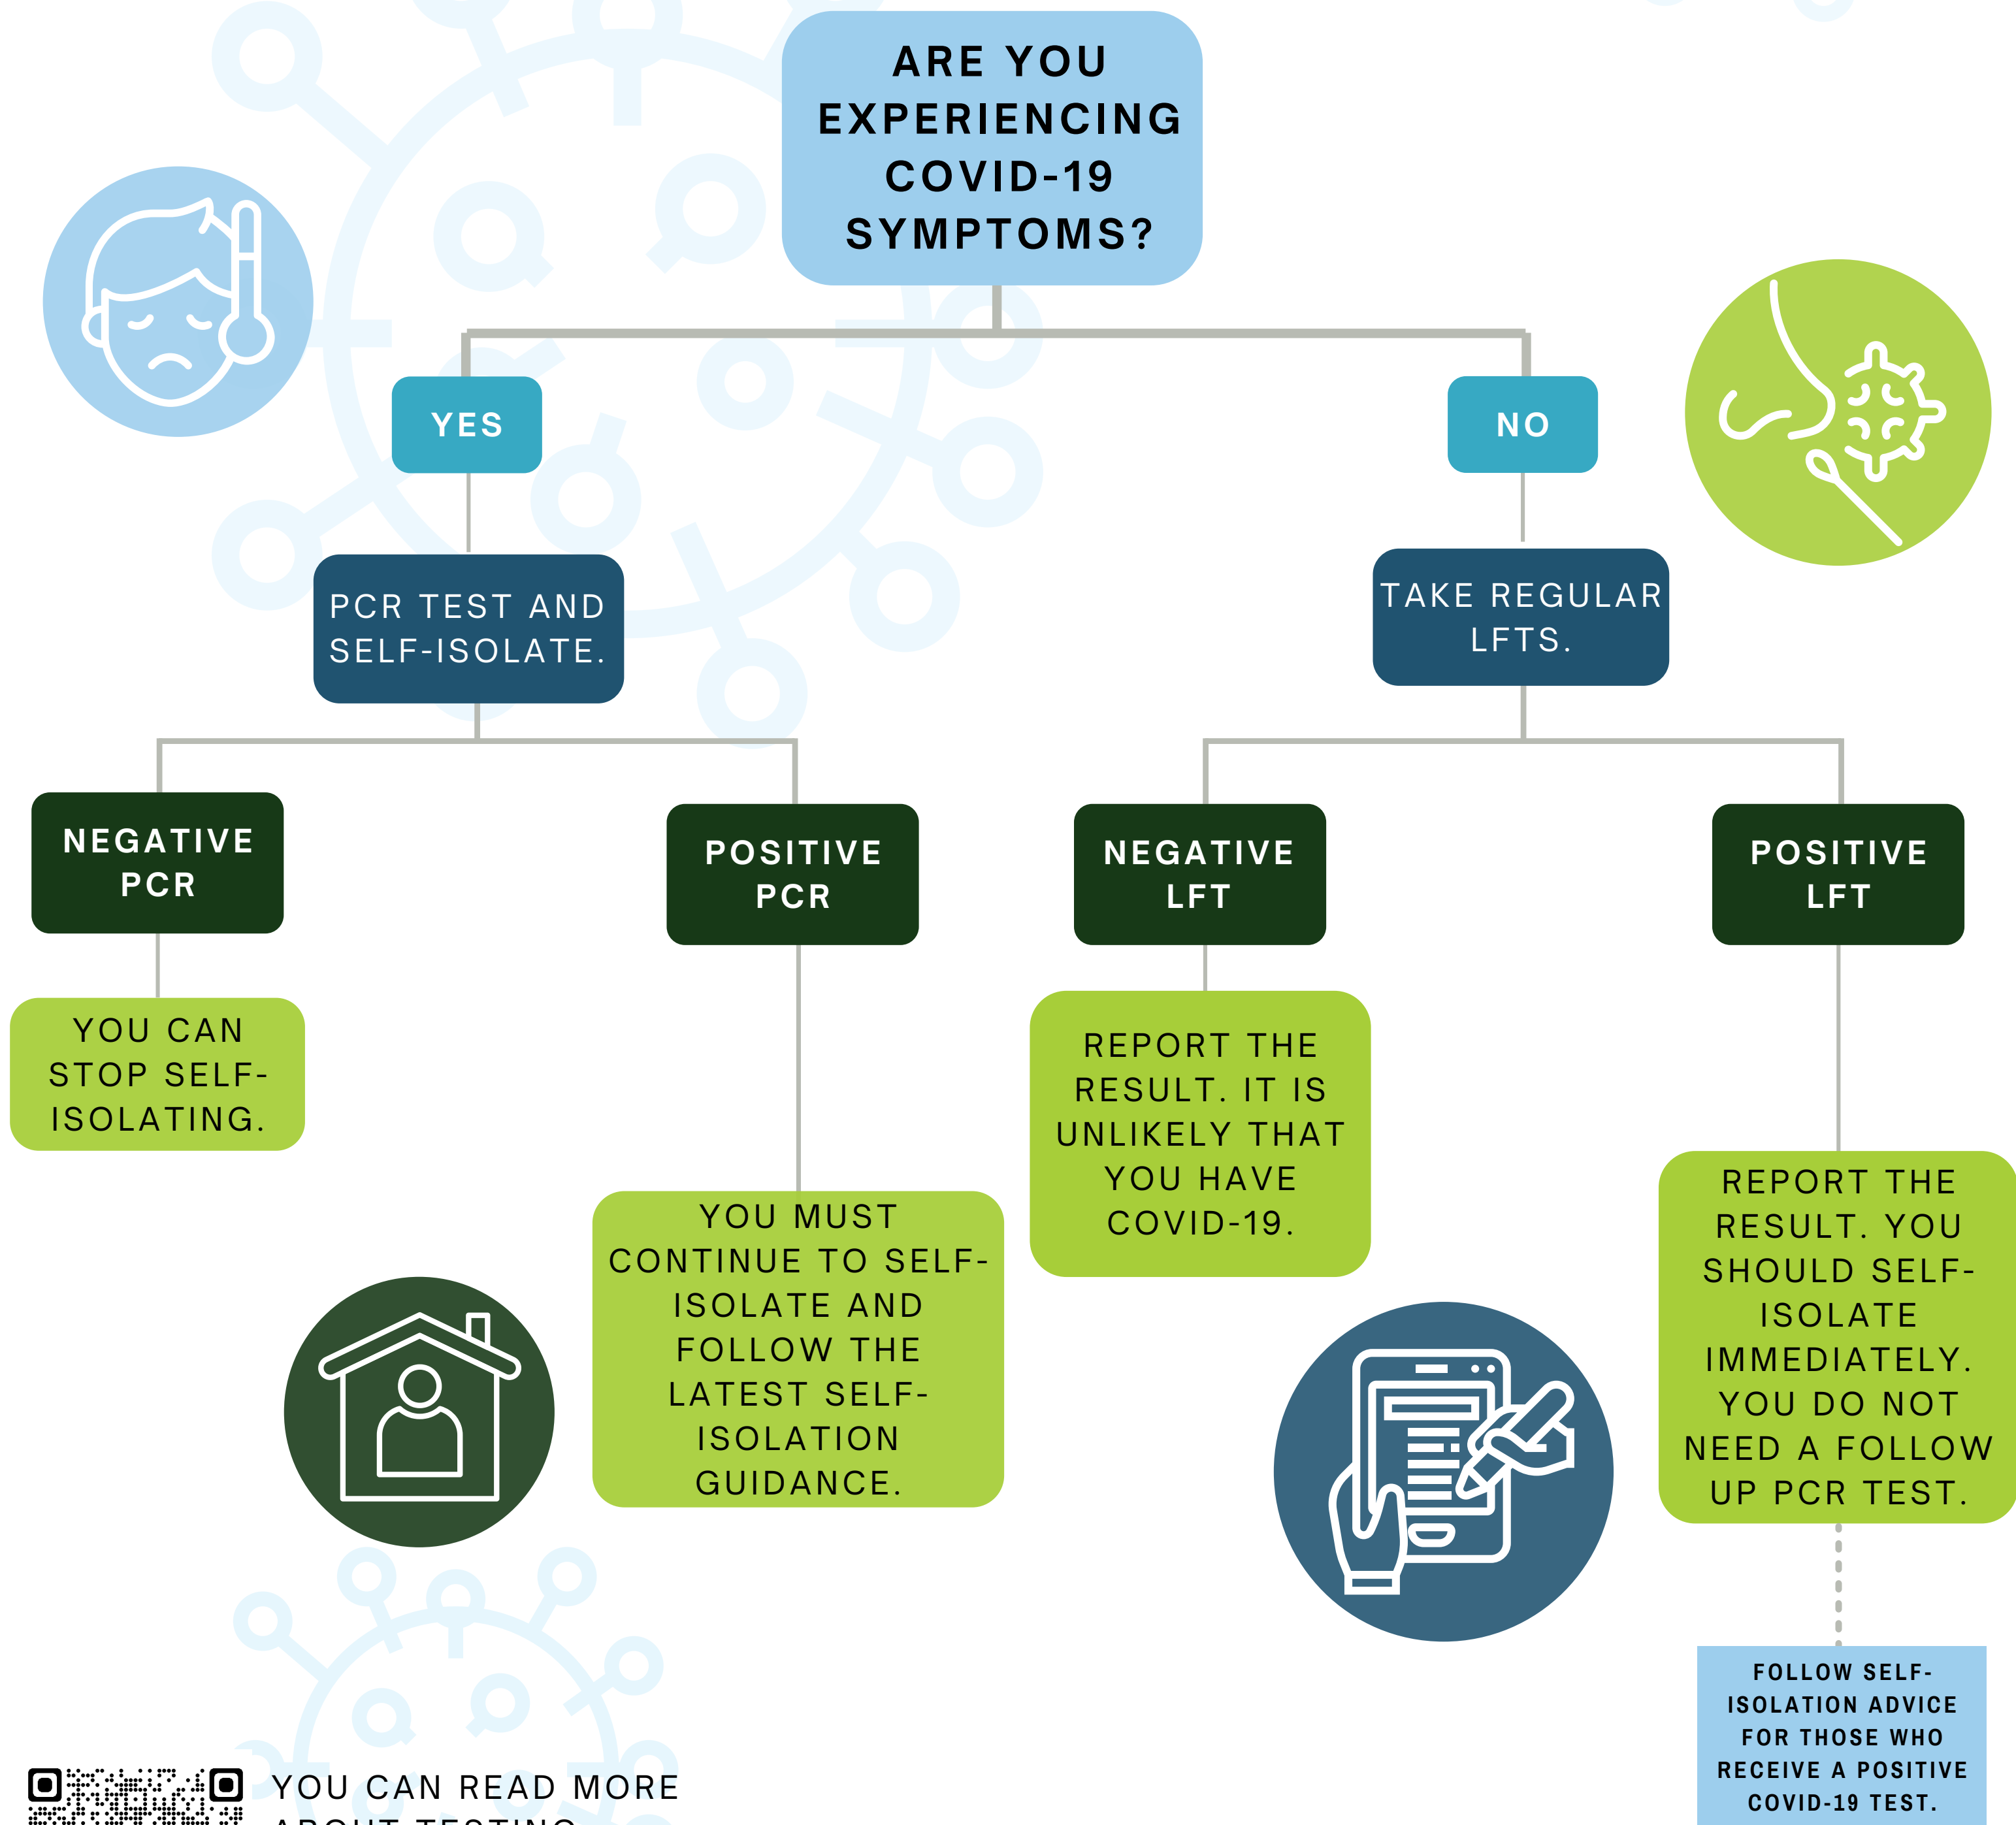 ARE YOU
EXPERIENCING
COVID-19
SYMPTOMS?
YES
NO
PCR TEST AND
SELF-ISOLATE.
TAKE REGULAR
LFTS.
NEGATIVE
PCR
POSITIVE
PCR
NEGATIVE
LFT
POSITIVE
LFT
YOU CAN
STOP SELF-
ISOLATING.
YOU MUST
CONTINUE TO SELF-
ISOLATE AND
FOLLOW THE
LATEST SELF-
ISOLATION
GUIDANCE.
REPORT THE
RESULT. IT IS
UNLIKELY THAT
YOU HAVE
COVID-19.
REPORT THE
RESULT. YOU
SHOULD SELF-
ISOLATE
IMMEDIATELY.
YOU DO NOT
NEED A FOLLOW
UP PCR TEST.
FOLLOW SELF-
ISOLATION ADVICE
FOR THOSE WHO
RECEIVE A POSITIVE
COVID-19 TEST.
YOU CAN READ MORE
ABOUT TESTING